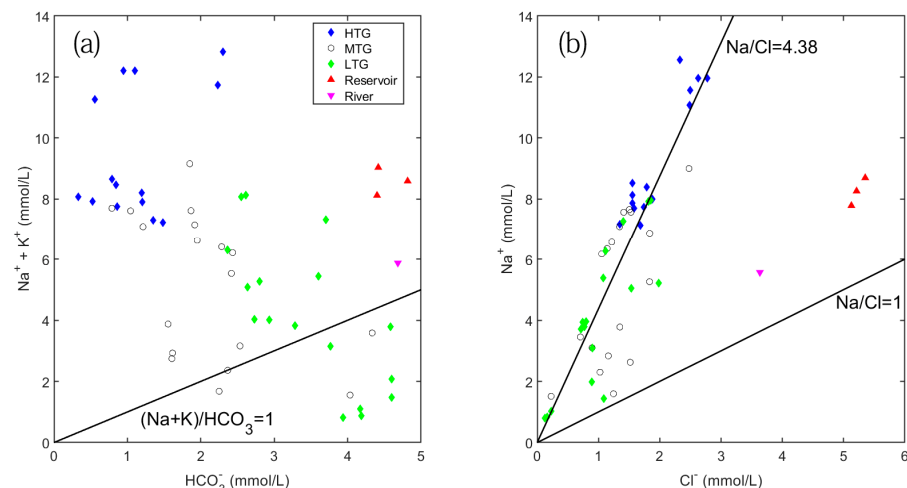 (a)
14
12
10
8
6
4
2
0
Na⁺ + K⁺ (mmol/L)
HTG
MTG
LTG
Reservoir
River
(Na+K)/HCO₃=1
0 1 2 3 4 5
HCO₃⁻ (mmol/L)
(b)
14
12
10
8
6
4
2
0
Na⁺ (mmol/L)
Na/Cl=4.38
Na/Cl=1
0 1 2 3 4 5 6
Cl⁻ (mmol/L)